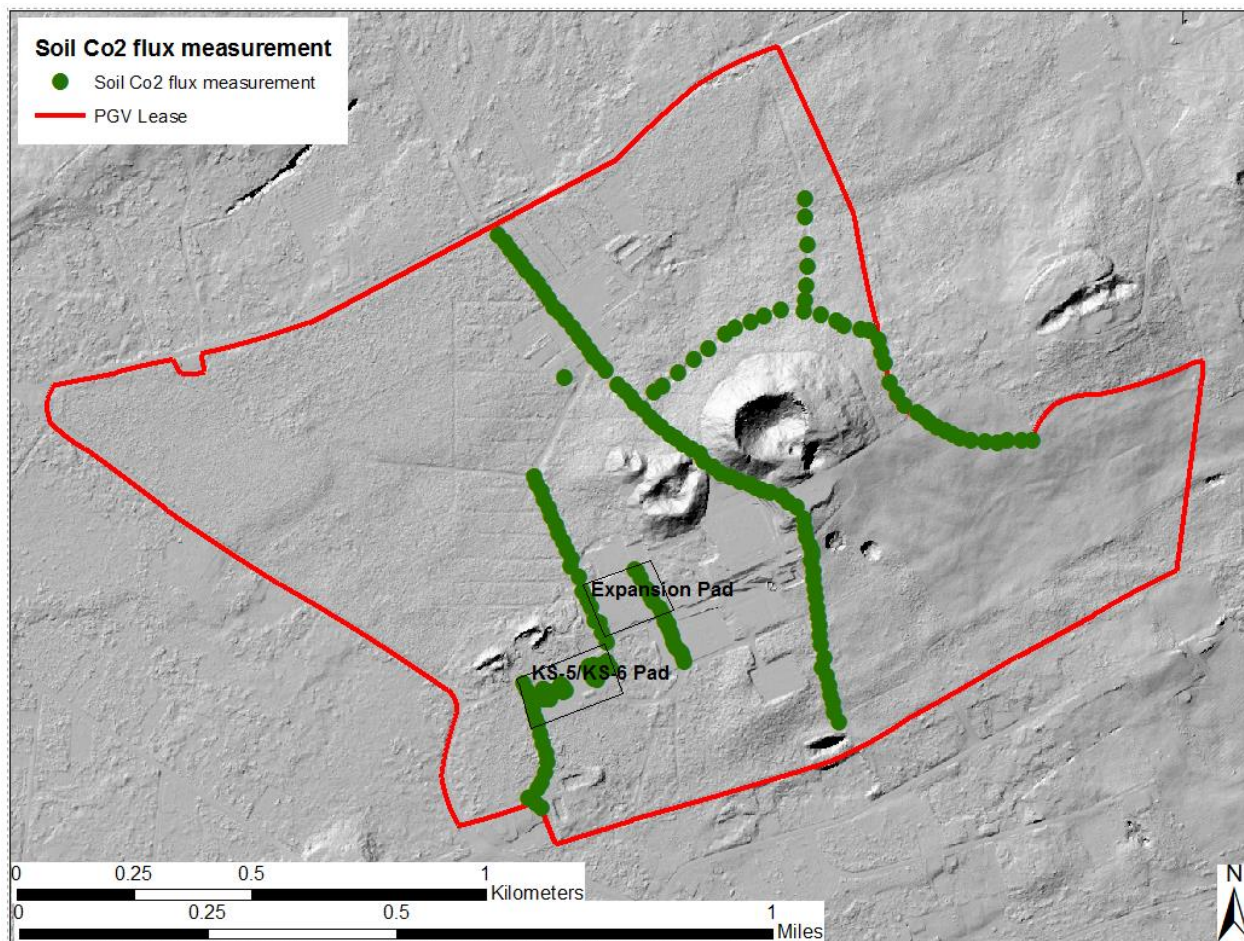 Soil Co2 flux measurement
Soil Co2 flux measurement
PGV Lease
Expansion Pad
KS-5/KS-6 Pad
0 0.25 0.5 1
Kilometers
0 0.25 0.5 1
Miles
N